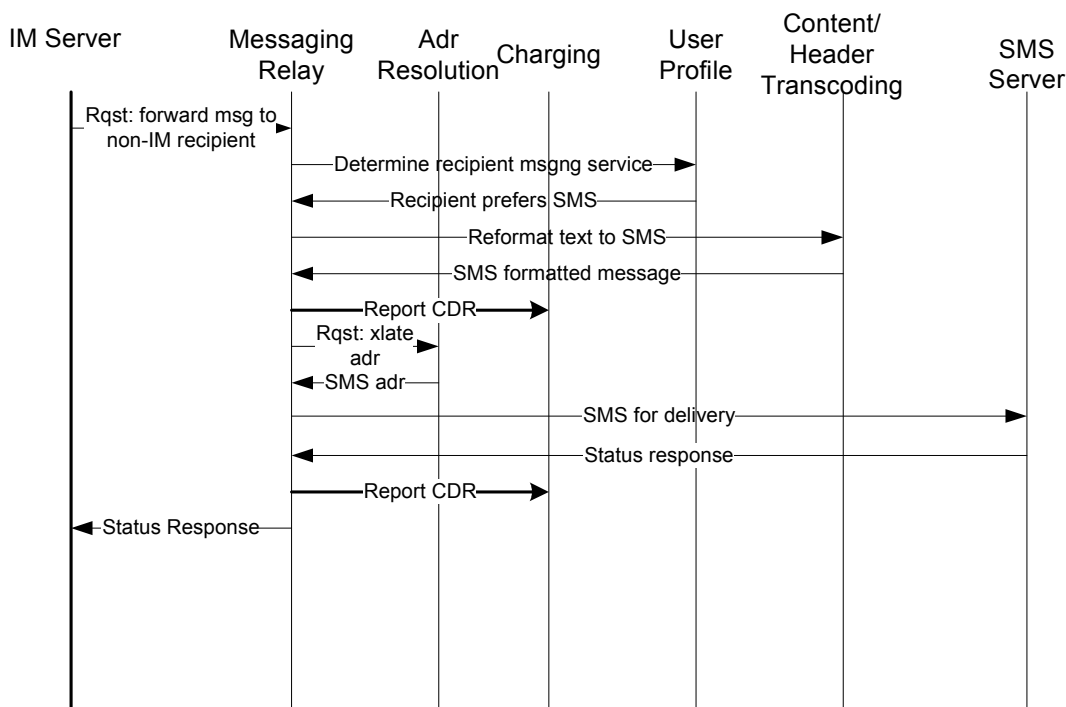 IM Server
Messaging
Relay
Adr
Resolution
Charging
User
Profile
Content/
Header
Transcoding
SMS
Server
Rqst: forward msg to
non-IM recipient
Determine recipient msgng service
Recipient prefers SMS
Reformat text to SMS
SMS formatted message
Report CDR
Rqst: xlate
adr
SMS adr
SMS for delivery
Status response
Report CDR
Status Response